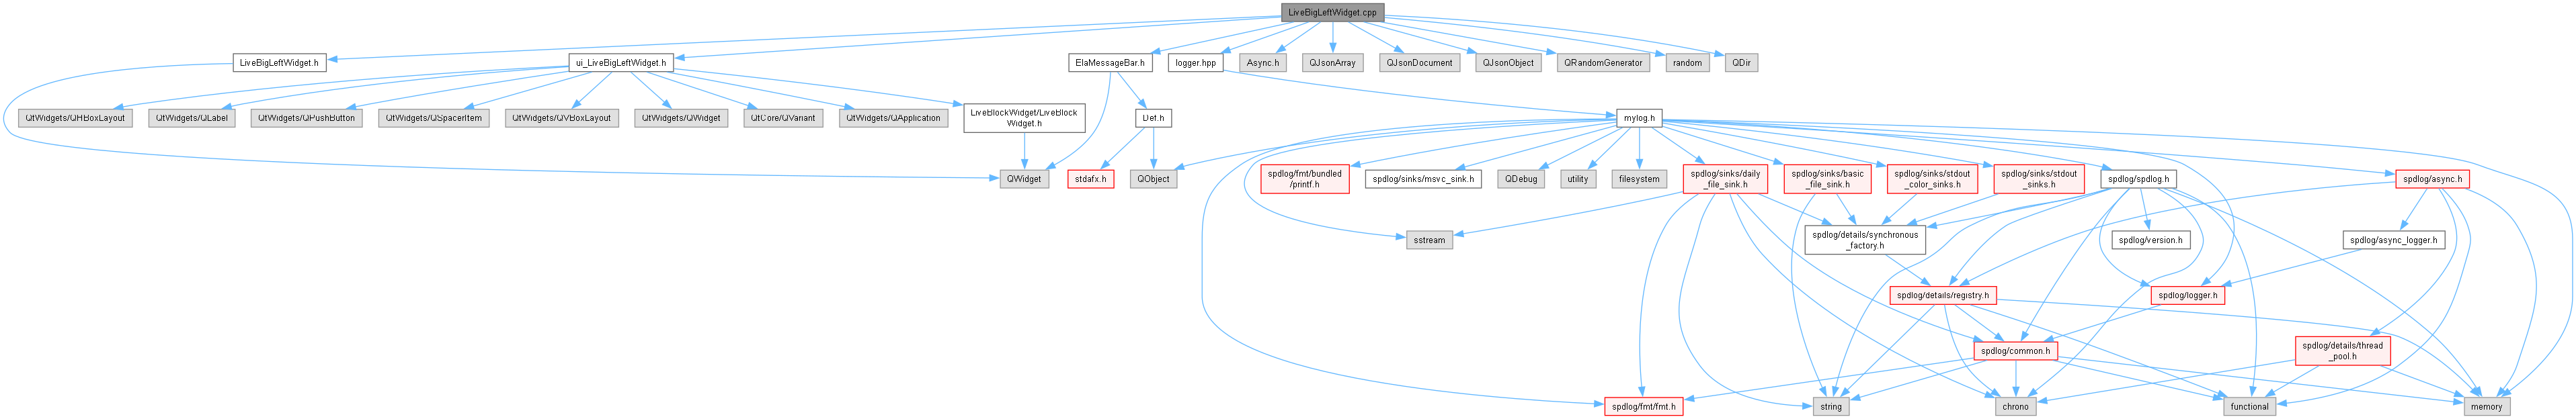 LiveBigLeftWidget.cpp
LiveBigLeftWidget.h
ui_LiveBigLeftWidget.h
ElaMessageBar.h
logger.hpp
Async.h
QJsonArray
QJsonDocument
QJsonObject
QRandomGenerator
random
QDir
QtWidgets/QHBoxLayout
QtWidgets/QLabel
QtWidgets/QPushButton
QtWidgets/QSpacerItem
QtWidgets/QVBoxLayout
QtWidgets/QWidget
QtCore/QVariant
QtWidgets/QApplication
LiveBlockWidget/LiveBlock
Widget.h
Def.h
mylog.h
QWidget
stdafx.h
QObject
spdlog/fmt/bundled
/printf.h
spdlog/sinks/msvc_sink.h
QDebug
utility
filesystem
spdlog/sinks/daily
_file_sink.h
spdlog/sinks/basic
_file_sink.h
spdlog/sinks/stdout
_color_sinks.h
spdlog/sinks/stdout
_sinks.h
spdlog/spdlog.h
spdlog/async.h
sstream
spdlog/details/synchronous
_factory.h
spdlog/version.h
spdlog/async_logger.h
spdlog/details/registry.h
spdlog/logger.h
spdlog/common.h
spdlog/details/thread
_pool.h
spdlog/fmt/fmt.h
string
chrono
functional
memory